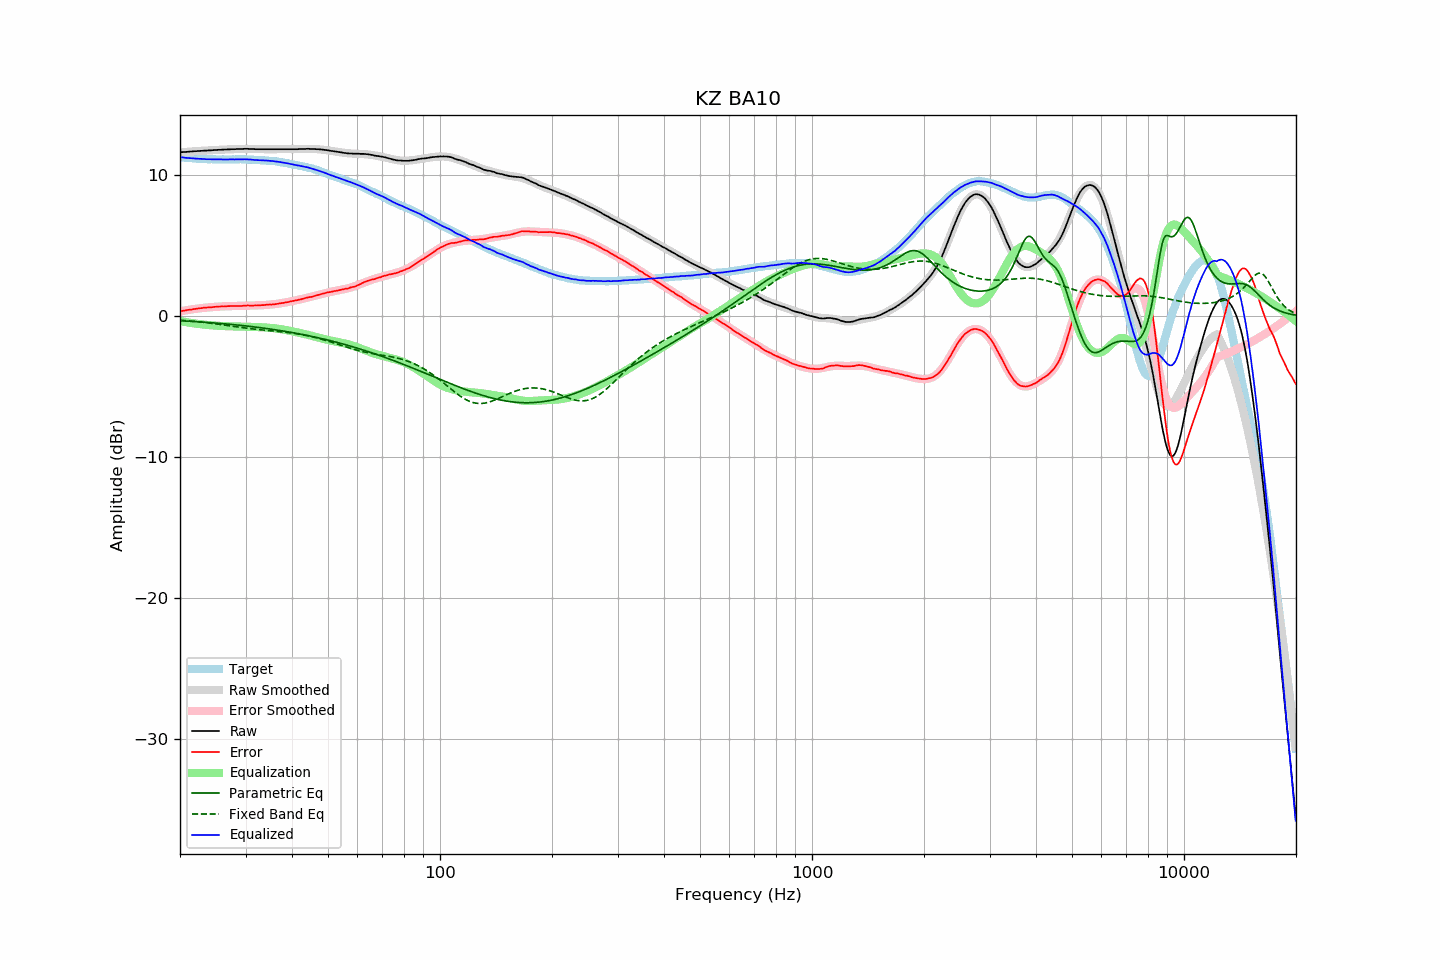 KZ BA10
10
0
−10
−20
−30
Amplitude (dBr)
Target
Raw Smoothed
Error Smoothed
Raw
Error
Equalization
Parametric Eq
Fixed Band Eq
Equalized
100
1000
10000
Frequency (Hz)